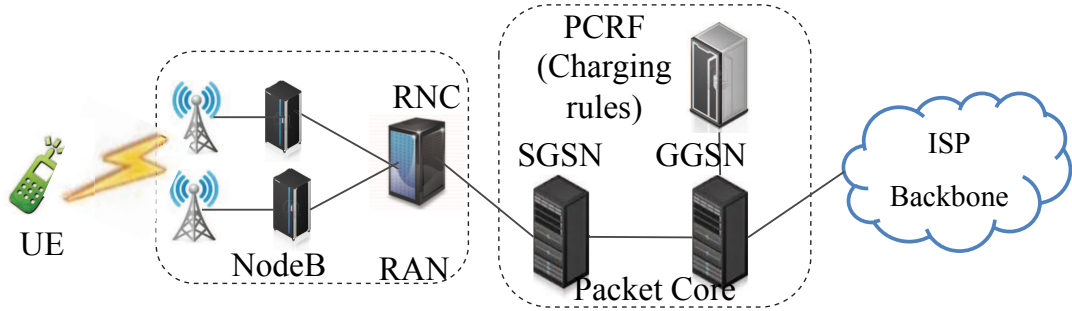 UE
NodeB
RNC
RAN
PCRF
(Charging
rules)
SGSN
GGSN
Packet Core
ISP
Backbone